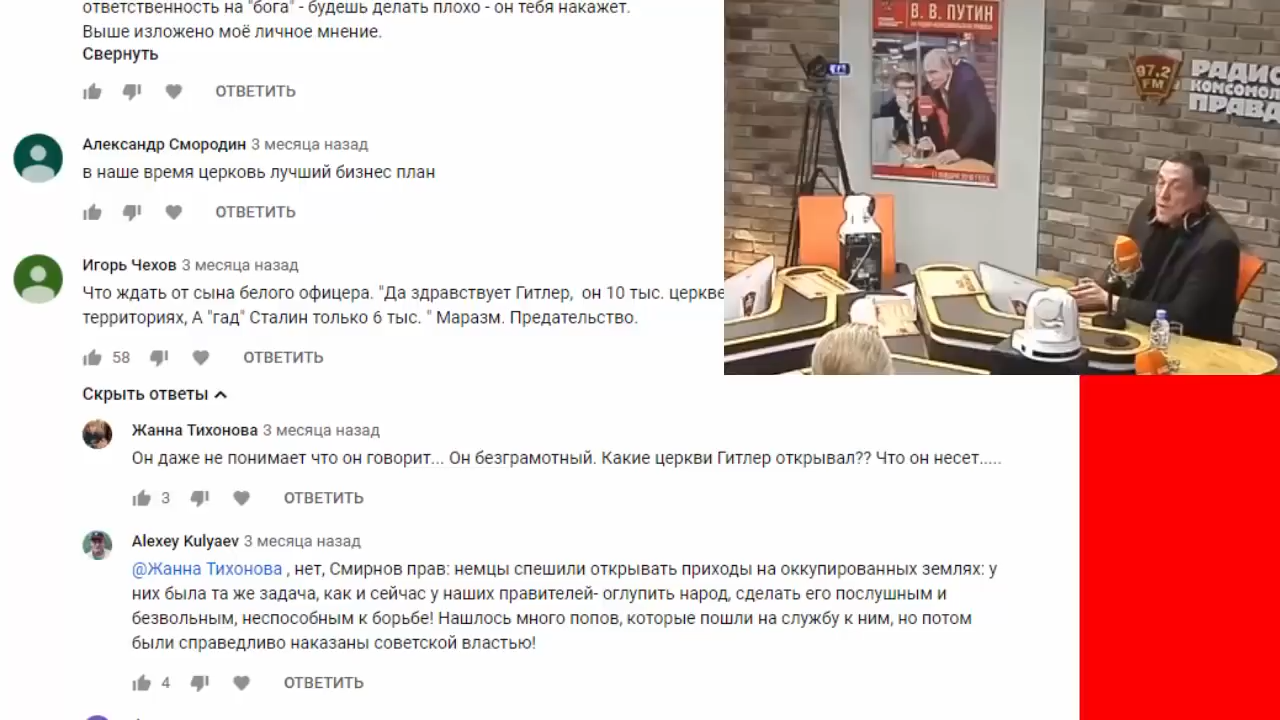 ответственность на "бога" - будешь делать плохо - он тебя накажет.
Выше изложено моё личное мнение.
Свернуть
ОТВЕТИТЬ
Александр Смородин 3 месяца назад
в наше время церковь лучший бизнес план
ОТВЕТИТЬ
Игорь Чехов 3 месяца назад
Что ждать от сына белого офицера. "Да здравствует Гитлер, он 10 тыс. церкве
территориях, А "гад" Сталин только 6 тыс. " Маразм. Предательство.
58 ОТВЕТИТЬ
Скрыть ответы
Жанна Тихонова 3 месяца назад
Он даже не понимает что он говорит... Он безграмотный. Какие церкви Гитлер открывал?? Что он несет.....
3 ОТВЕТИТЬ
Alexey Kulyaev 3 месяца назад
@Жанна Тихонова , нет, Смирнов прав: немцы спешили открывать приходы на оккупированных землях: у
них была та же задача, как и сейчас у наших правителей- оглупить народ, сделать его послушным и
безвольным, неспособным к борьбе! Нашлось много попов, которые пошли на службу к ним, но потом
были справедливо наказаны советской властью!
4 ОТВЕТИТЬ
В. В. ПУТИН
97,2
FM
РАДИО
КОМСОМОЛ
ПРАВД